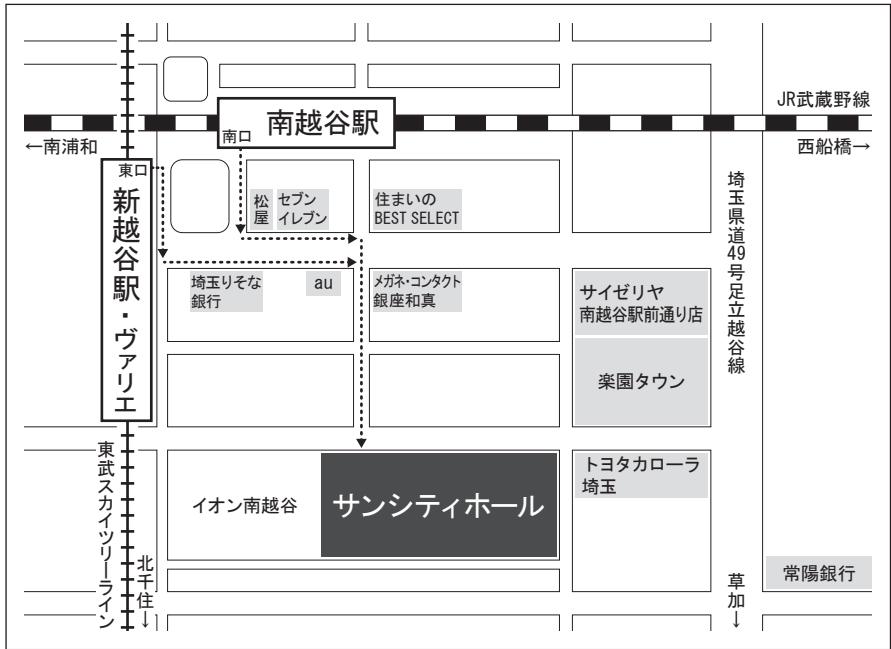 JR武蔵野線
南越谷駅
南口
←南浦和
西船橋→
東口
新越谷駅・ヴァリエ
松屋
セブン
イレブン
住まいの
BEST SELECT
埼玉県道49号足立越谷線
埼玉りそな
銀行
au
メガネ・コンタクト
銀座和真
サイゼリヤ
南越谷駅前通り店
楽園タウン
東武スカイツリーライン
イオン南越谷
サンシティホール
トヨタカローラ
埼玉
北千住↓
草加↓
常陽銀行